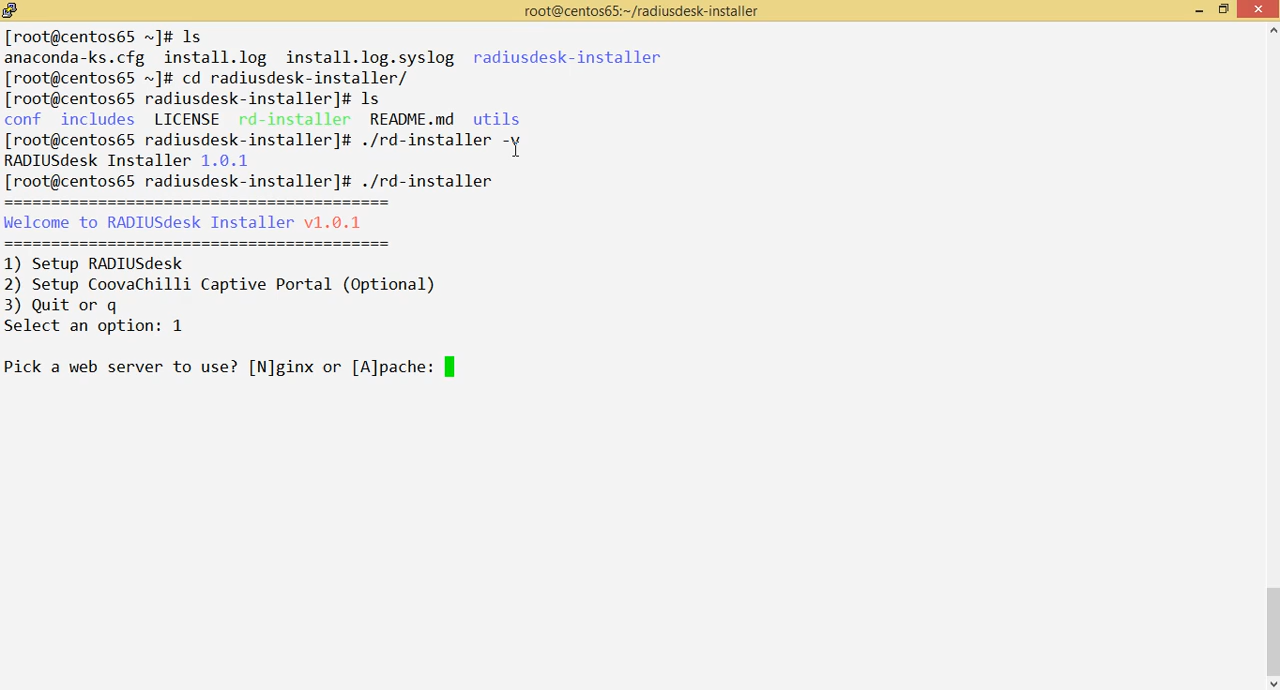 root@centos65:~/radiusdesk-installer
[root@centos65 ~]# ls
anaconda-ks.cfg  install.log  install.log.syslog  radiusdesk-installer
[root@centos65 ~]# cd radiusdesk-installer/
[root@centos65 radiusdesk-installer]# ls
conf  includes  LICENSE  rd-installer  README.md  utils
[root@centos65 radiusdesk-installer]# ./rd-installer -v
RADIUSdesk Installer 1.0.1
[root@centos65 radiusdesk-installer]# ./rd-installer
=========================================
Welcome to RADIUSdesk Installer v1.0.1
=========================================
1) Setup RADIUSdesk
2) Setup CoovaChilli Captive Portal (Optional)
3) Quit or q
Select an option: 1
Pick a web server to use? [N]ginx or [A]pache: